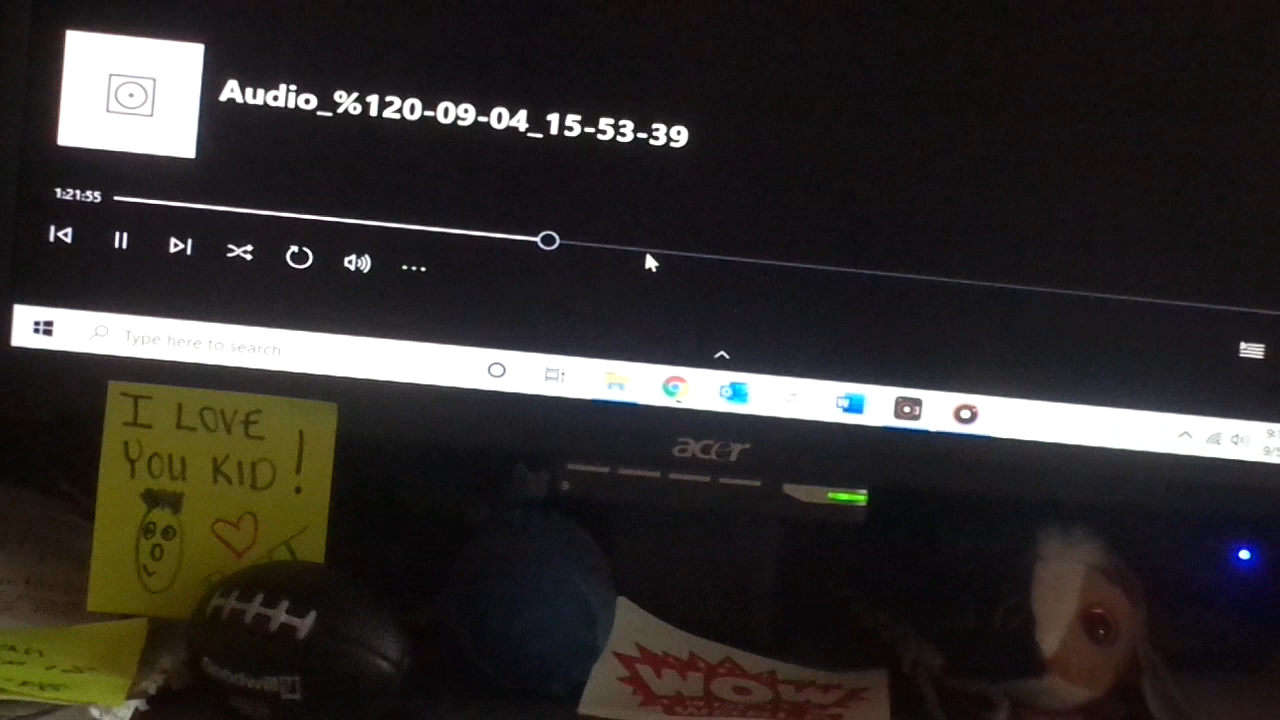 Audio_%120-09-04_15-53-39
1:21:55
Type here to search
acer
I LOVE
YOU KID!
WOW